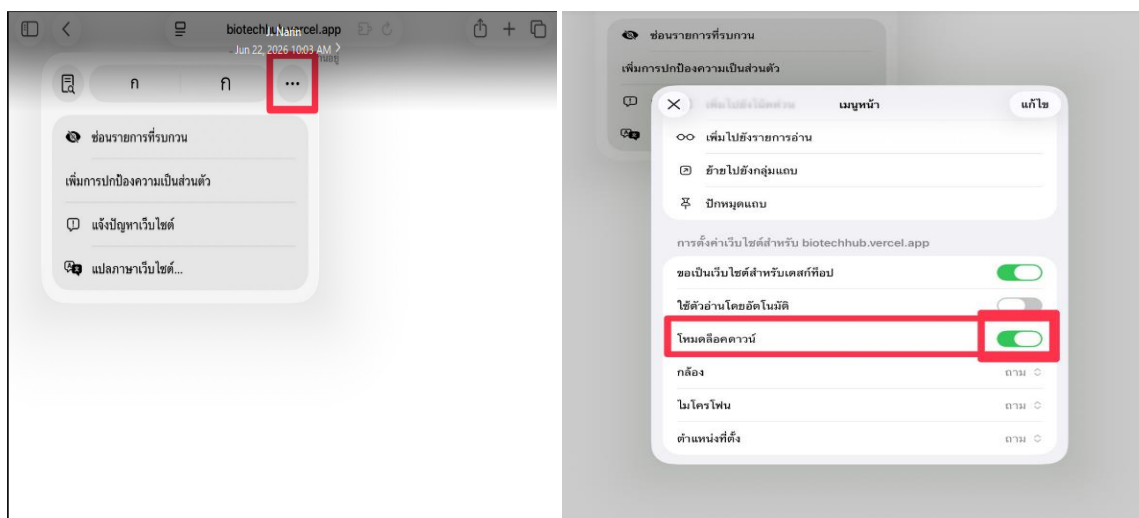 biotechhub.vercel.app
J. Nann
Jun 22, 2026 10:03 AM
ก
ก
ซ่อนรายการที่รบกวน
เพิ่มการปกป้องความเป็นส่วนตัว
แจ้งปัญหาเว็บไซต์
แปลภาษาเว็บไซต์...
ซ่อนรายการที่รบกวน
เพิ่มการปกป้องความเป็นส่วนตัว
เมนูหน้า
แก้ไข
เพิ่มไปยังรายการอ่าน
ย้ายไปยังกลุ่มแถบ
ปักหมุดแถบ
การตั้งค่าเว็บไซต์สำหรับ biotechhub.vercel.app
ขอเป็นเว็บไซต์สำหรับเดสก์ท็อป
ใช้ตัวอ่านโดยอัตโนมัติ
โหมดล็อคดาวน์
กล้อง ถาม
ไมโครโฟน ถาม
ตำแหน่งที่ตั้ง ถาม